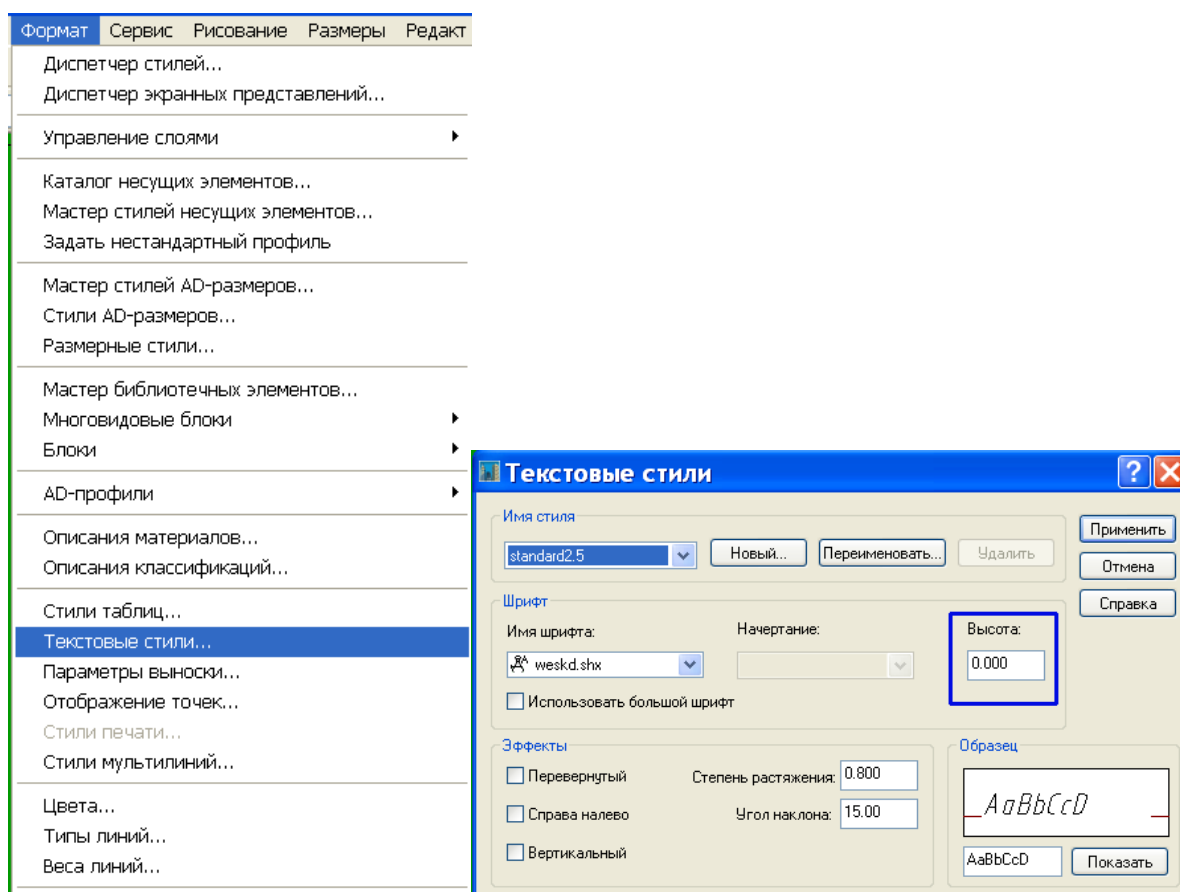 Формат Сервис Рисование Размеры Редакт
Диспетчер стилей...
Диспетчер экранных представлений...
Управление слоями
Каталог несущих элементов...
Мастер стилей несущих элементов...
Задать нестандартный профиль
Мастер стилей AD-размеров...
Стили AD-размеров...
Размерные стили...
Мастер библиотечных элементов...
Многовидовые блоки
Блоки
AD-профили
Описания материалов...
Описания классификаций...
Стили таблиц...
Текстовые стили...
Параметры выноски...
Отображение точек...
Стили печати...
Стили мультилиний...
Цвета...
Типы линий...
Веса линий...
Текстовые стили
Имя стиля
standard2.5 Новый... Переименовать... Удалить
Применить
Отмена
Справка
Шрифт
Имя шрифта: Начертание: Высота:
weskd.shx 0.000
Использовать большой шрифт
Эффекты
Перевернутый Степень растяжения: 0.800
Справа налево Угол наклона: 15.00
Вертикальный
Образец
AaBbCcD
AaBbCcD Показать